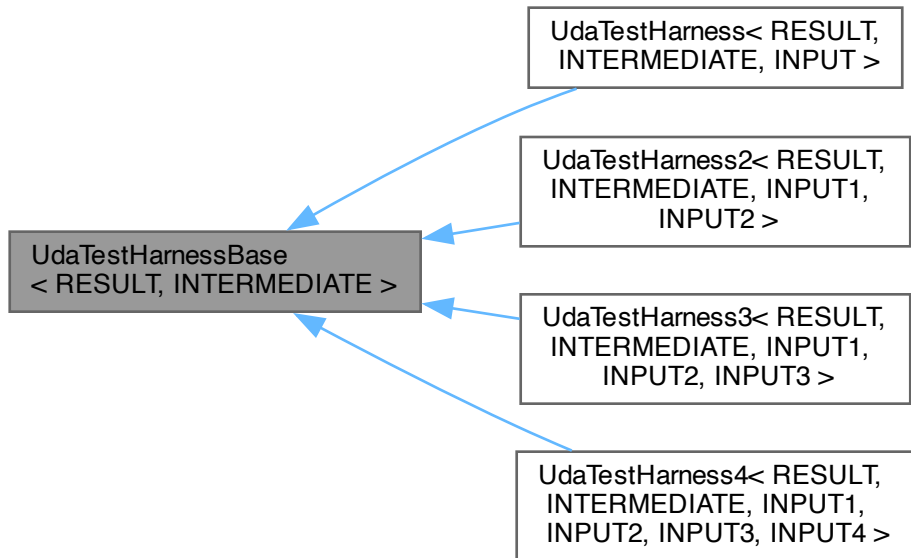 UdaTestHarness< RESULT,
INTERMEDIATE, INPUT >
UdaTestHarness2< RESULT,
INTERMEDIATE, INPUT1,
INPUT2 >
UdaTestHarnessBase
< RESULT, INTERMEDIATE >
UdaTestHarness3< RESULT,
INTERMEDIATE, INPUT1,
INPUT2, INPUT3 >
UdaTestHarness4< RESULT,
INTERMEDIATE, INPUT1,
INPUT2, INPUT3, INPUT4 >